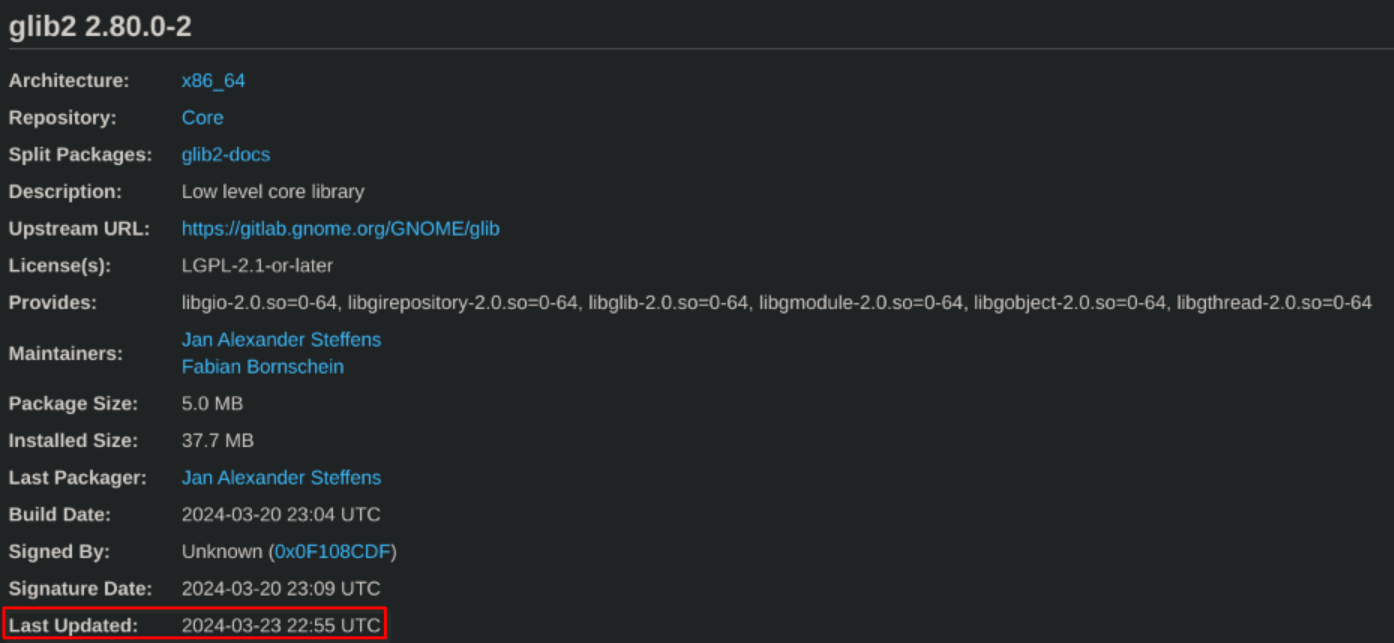 glib2 2.80.0-2
Architecture: x86_64
Repository: Core
Split Packages: glib2-docs
Description: Low level core library
Upstream URL: https://gitlab.gnome.org/GNOME/glib
License(s): LGPL-2.1-or-later
Provides: libgio-2.0.so=0-64, libgirepository-2.0.so=0-64, libglib-2.0.so=0-64, libgmodule-2.0.so=0-64, libgobject-2.0.so=0-64, libgthread-2.0.so=0-64
Maintainers: Jan Alexander Steffens
Fabian Bornschein
Package Size: 5.0 MB
Installed Size: 37.7 MB
Last Packager: Jan Alexander Steffens
Build Date: 2024-03-20 23:04 UTC
Signed By: Unknown (0x0F108CDF)
Signature Date: 2024-03-20 23:09 UTC
Last Updated: 2024-03-23 22:55 UTC